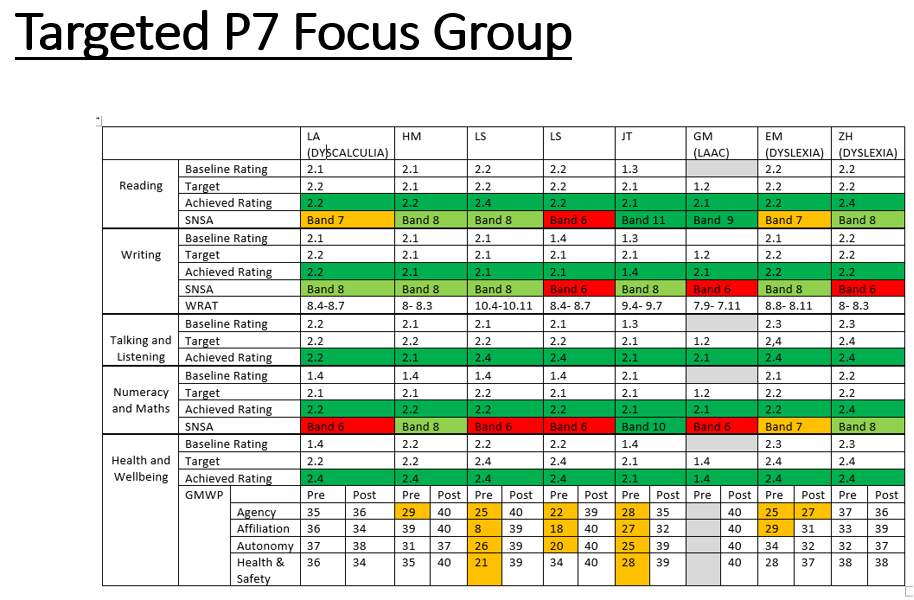 Targeted P7 Focus Group
LA (DYSCALCULIA) HM LS LS JT GM (LAAC) EM (DYSLEXIA) ZH (DYSLEXIA)
Reading
Baseline Rating 2.1 2.1 2.2 2.2 1.3 2.2 2.2
Target 2.2 2.1 2.2 2.2 2.1 1.2 2.2 2.2
Achieved Rating 2.2 2.2 2.4 2.2 2.1 2.1 2.2 2.4
SNSA Band 7 Band 8 Band 8 Band 6 Band 11 Band 9 Band 7 Band 8
Writing
Baseline Rating 2.1 2.1 2.1 1.4 1.3 2.1 2.2
Target 2.2 2.1 2.1 2.1 2.1 1.2 2.2 2.2
Achieved Rating 2.2 2.1 2.1 2.1 1.4 2.1 2.2 2.2
SNSA Band 8 Band 8 Band 8 Band 6 Band 8 Band 6 Band 8 Band 6
WRAT 8.4-8.7 8- 8.3 10.4-10.11 8.4- 8.7 9.4- 9.7 7.9- 7.11 8.8- 8.11 8- 8.3
Talking and Listening
Baseline Rating 2.2 2.1 2.1 2.1 1.3 2.3 2.3
Target 2.2 2.2 2.2 2.2 2.1 1.2 2,4 2.4
Achieved Rating 2.2 2.1 2.4 2.4 2.1 2.1 2.4 2.4
Numeracy and Maths
Baseline Rating 1.4 1.4 1.4 1.4 2.1 2.1 2.2
Target 2.1 2.1 2.1 2.1 2.1 1.2 2.2 2.2
Achieved Rating 2.2 2.2 2.2 2.2 2.1 2.1 2.2 2.4
SNSA Band 6 Band 8 Band 6 Band 6 Band 10 Band 6 Band 7 Band 8
Health and Wellbeing
Baseline Rating 1.4 2.2 2.2 2.2 1.4 2.3 2.3
Target 2.2 2.2 2.4 2.4 2.1 1.4 2.4 2.4
Achieved Rating 2.4 2.4 2.4 2.4 2.1 1.4 2.4 2.4
GMWP Pre Post Pre Post Pre Post Pre Post Pre Post Pre Post Pre Post Pre Post
Agency 35 36 29 40 25 40 22 39 28 35 40 25 27 37 36
Affiliation 36 34 39 40 8 39 18 40 27 32 40 29 31 33 39
Autonomy 37 38 31 37 26 39 20 40 25 39 40 34 32 32 37
Health & Safety 36 34 35 40 21 39 34 40 28 39 40 28 37 38 38